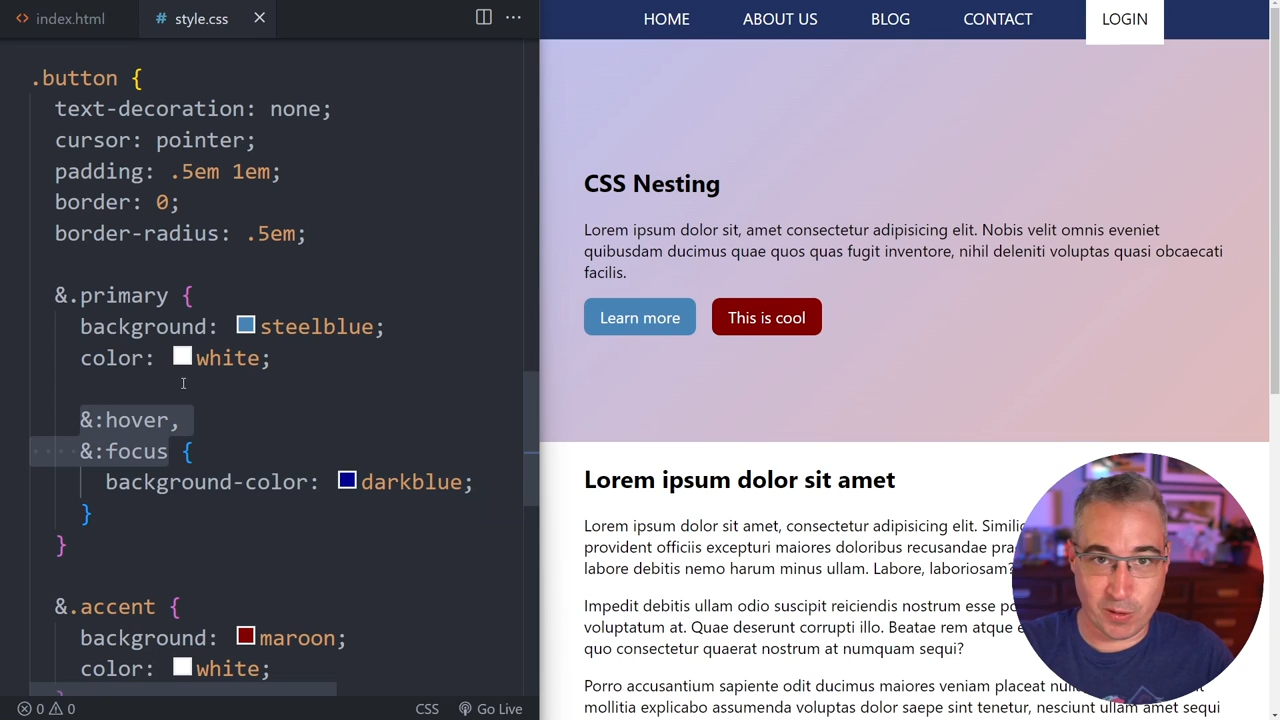 index.html
style.css
.button {
text-decoration: none;
cursor: pointer;
padding: .5em 1em;
border: 0;
border-radius: .5em;
&.primary {
background: steelblue;
color: white;
&:hover,
&:focus {
background-color: darkblue;
}
}
&.accent {
background: maroon;
color: white;
0 0
CSS
Go Live
HOME ABOUT US BLOG CONTACT LOGIN
CSS Nesting
Lorem ipsum dolor sit, amet consectetur adipisicing elit. Nobis velit omnis eveniet
quibusdam ducimus quae quos quas fugit inventore, nihil deleniti voluptas quasi obcaecati
facilis.
Learn more
This is cool
Lorem ipsum dolor sit amet
Lorem ipsum dolor sit amet, consectetur adipisicing elit.
provident officiis excepturi maiores doloribus recusandae
labore debitis nemo harum minus ullam. Labore, laboriosam?
Impedit debitis ullam odio suscipit reiciendis nostrum esse
voluptatum at. Quae deserunt corrupti illo. Beatae rem atque
quo consectetur quaerat nostrum at numquam sequi?
Porro accusantium sapiente odit ducimus maiores veniam placeat
mollitia explicabo assumenda voluptas dolor saepe sint tenetur, nesciunt ullam amet sequi